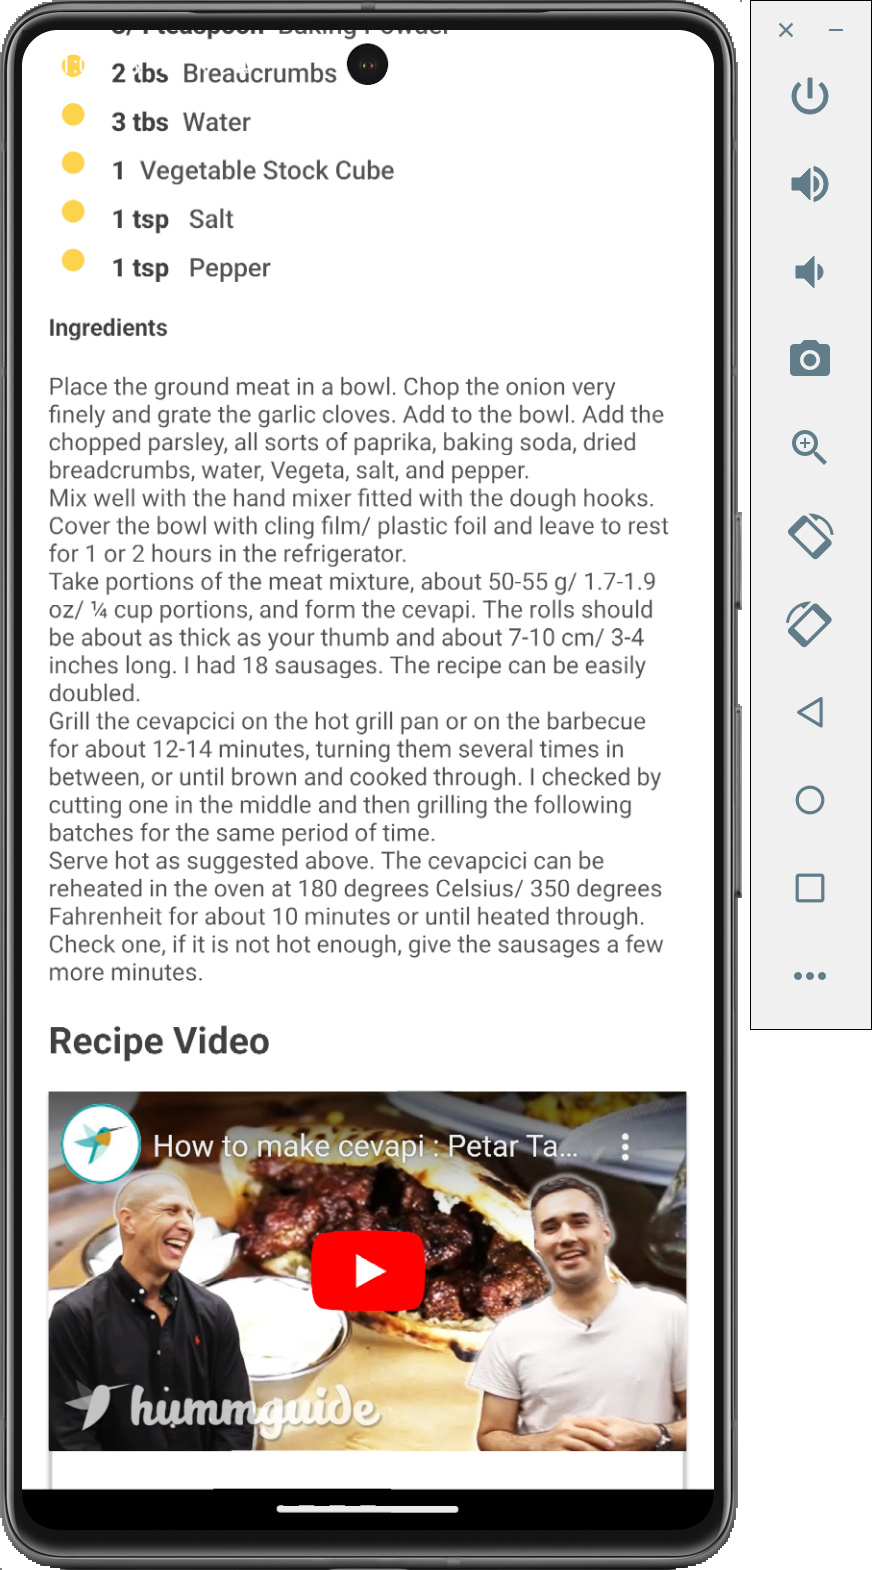 3/4 teaspoon Baking Powder
2 tbs Breadcrumbs
3 tbs Water
1 Vegetable Stock Cube
1 tsp Salt
1 tsp Pepper
Ingredients
Place the ground meat in a bowl. Chop the onion very
finely and grate the garlic cloves. Add to the bowl. Add the
chopped parsley, all sorts of paprika, baking soda, dried
breadcrumbs, water, Vegeta, salt, and pepper.
Mix well with the hand mixer fitted with the dough hooks.
Cover the bowl with cling film/ plastic foil and leave to rest
for 1 or 2 hours in the refrigerator.
Take portions of the meat mixture, about 50-55 g/ 1.7-1.9
oz/ ¼ cup portions, and form the cevapi. The rolls should
be about as thick as your thumb and about 7-10 cm/ 3-4
inches long. I had 18 sausages. The recipe can be easily
doubled.
Grill the cevapcici on the hot grill pan or on the barbecue
for about 12-14 minutes, turning them several times in
between, or until brown and cooked through. I checked by
cutting one in the middle and then grilling the following
batches for the same period of time.
Serve hot as suggested above. The cevapcici can be
reheated in the oven at 180 degrees Celsius/ 350 degrees
Fahrenheit for about 10 minutes or until heated through.
Check one, if it is not hot enough, give the sausages a few
more minutes.
Recipe Video
How to make cevapi : Petar Ta...
hummguide